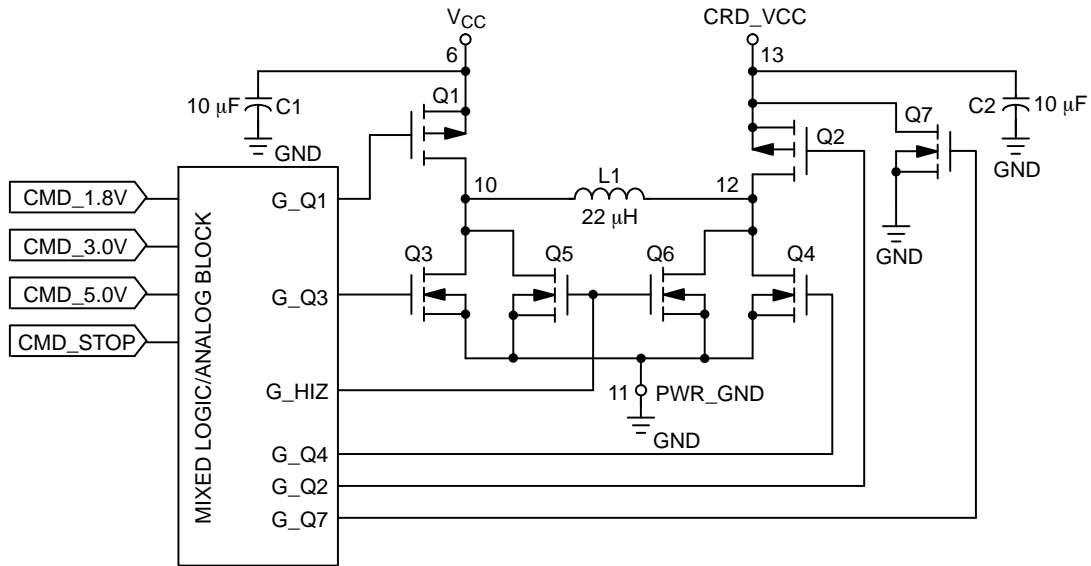 VCC
CRD_VCC
6
13
10 μF
C1
Q1
Q7
C2
10 μF
Q2
GND
GND
CMD_1.8V
G_Q1
10
L1
12
22 μH
CMD_3.0V
GND
Q3
Q5
Q6
Q4
CMD_5.0V
G_Q3
CMD_STOP
MIXED LOGIC/ANALOG BLOCK
G_HIZ
11
PWR_GND
GND
G_Q4
G_Q2
G_Q7